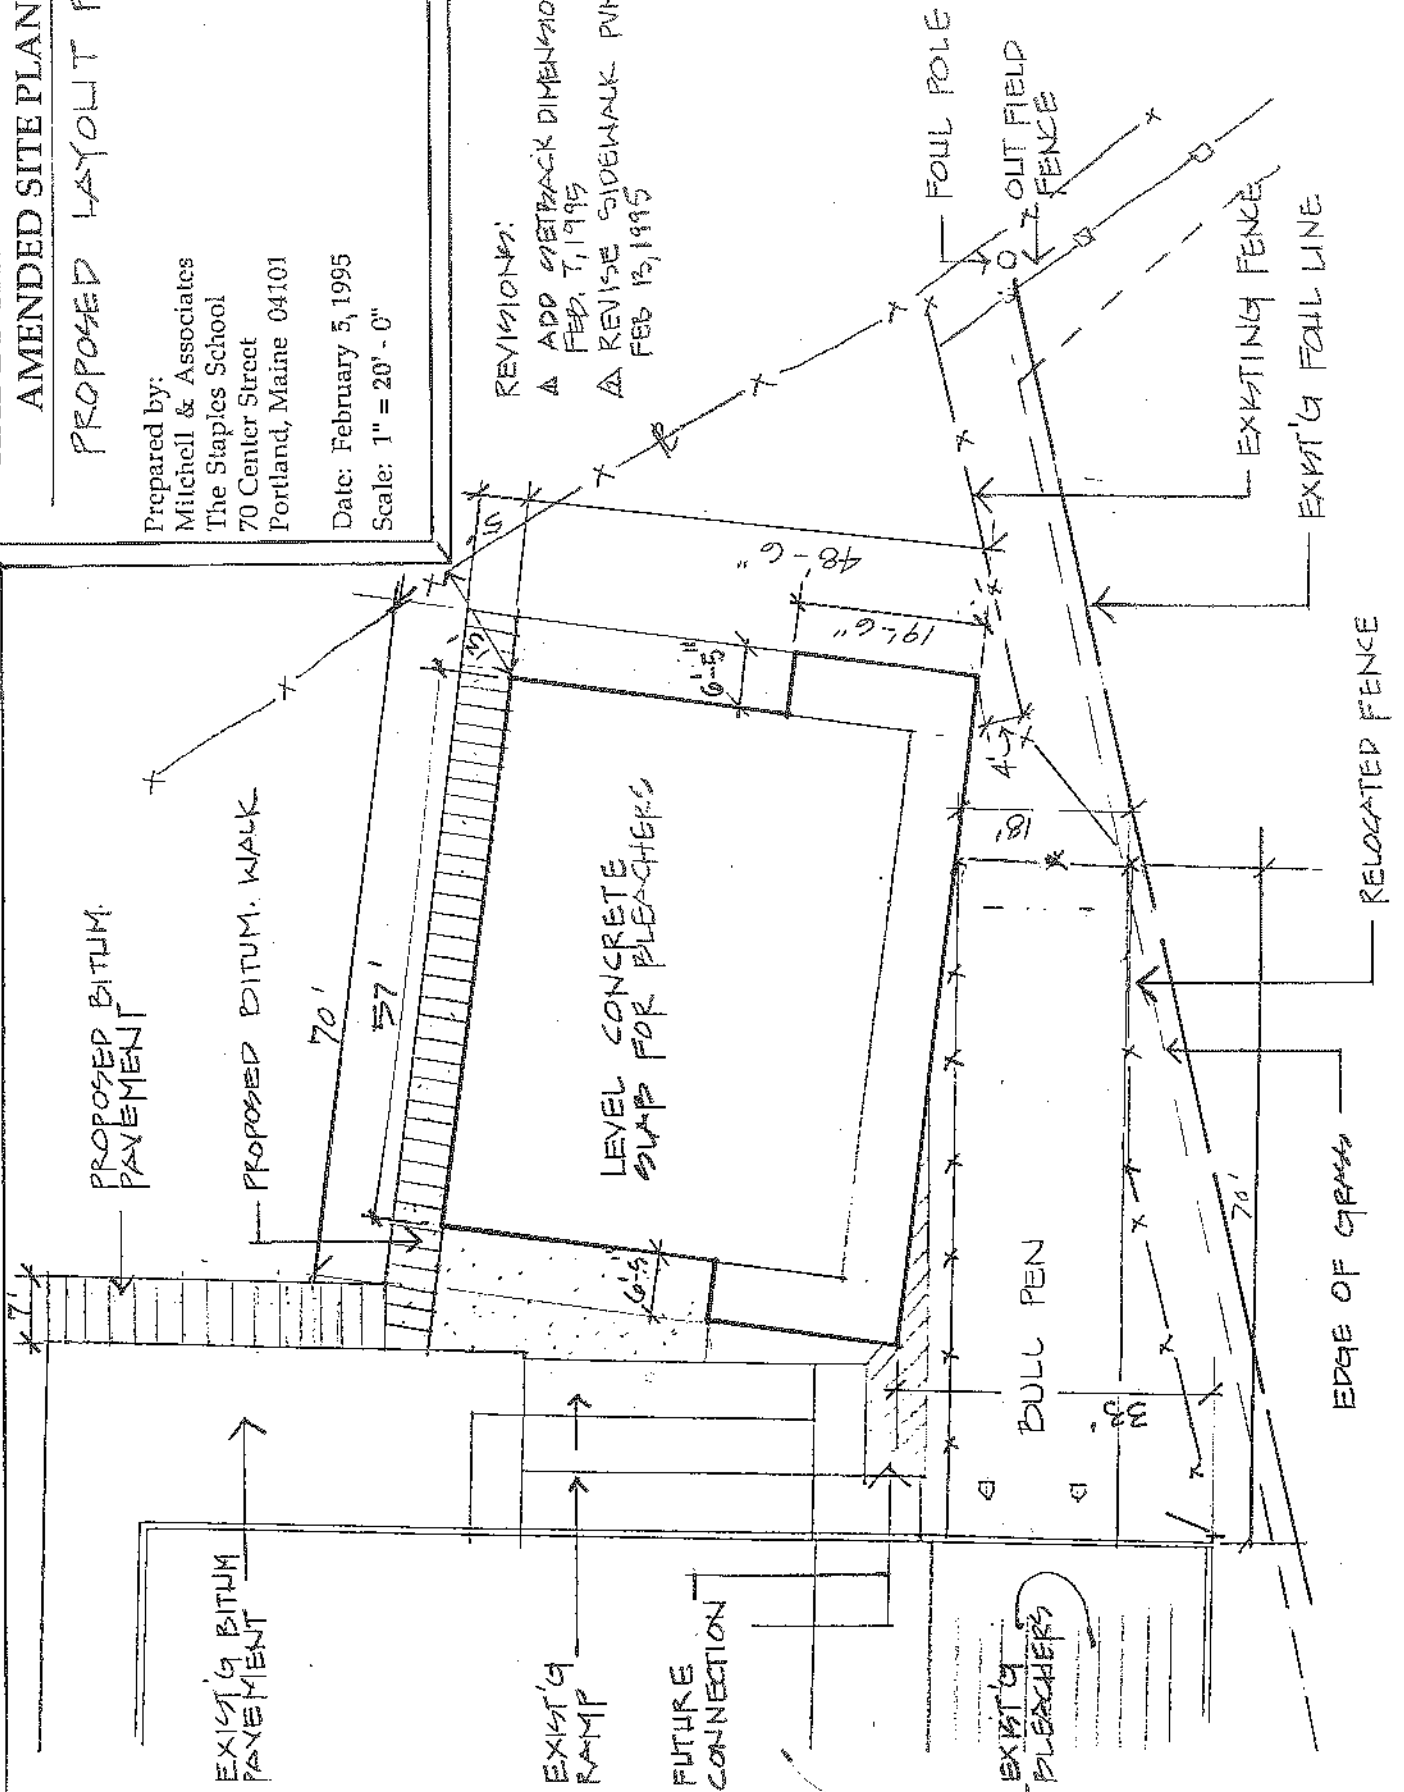 AMENDED SITE PLAN
PROPOSED LAYOUT
Prepared by:
Mitchell & Associates
The Staples School
70 Center Street
Portland, Maine 04101
Date: February 5, 1995
Scale: 1" = 20' - 0"
REVISIONS:
ADD SETBACK DIMENSIO
FEB. 7, 1995
REVISE SIDEWALK
FEB 13, 1995
7'
PROPOSED BITUM.
PAVEMENT
PROPOSED BITUM. WALK
70'
57'
5'
5'
48'-6"
19'-6"
6'-5"
6'-5"
4'
18'
LEVEL CONCRETE
SLAB FOR BLEACHERS
FOUL POLE
OUT FIELD
FENCE
EXISTING FENCE
EXIST'G FOUL LINE
RELOCATED FENCE
EDGE OF GRASS
70'
33'
BULL PEN
EXIST'G BITUM
PAVEMENT
EXIST'G
RAMP
FUTURE
CONNECTION
EXIST'G
BLEACHERS